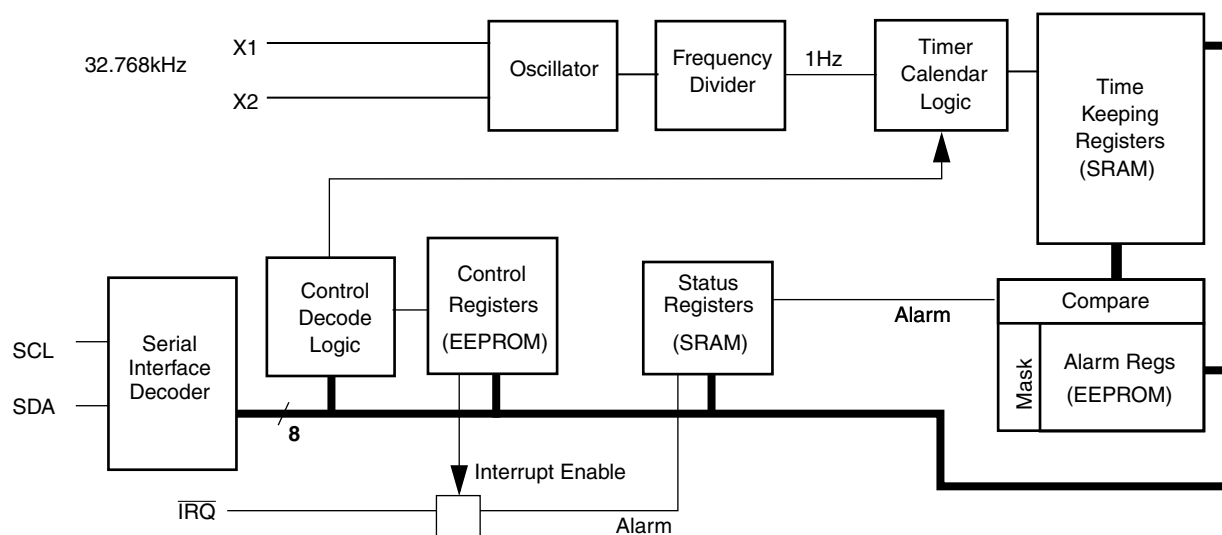 32.768kHz
X1
X2
Oscillator
Frequency
Divider
1Hz
Timer
Calendar
Logic
Time
Keeping
Registers
(SRAM)
Control
Decode
Logic
Control
Registers
(EEPROM)
Status
Registers
(SRAM)
Alarm
Compare
Mask
Alarm Regs
(EEPROM)
SCL
SDA
Serial
Interface
Decoder
8
Interrupt Enable
IRQ
Alarm